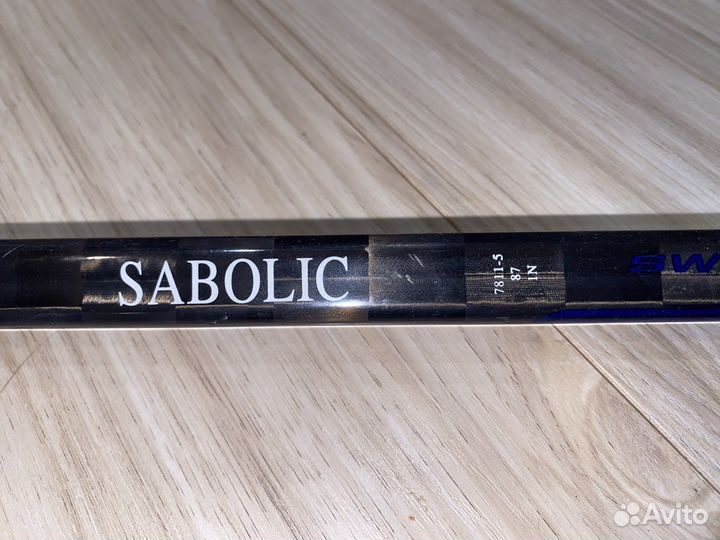 SABOLIC
7811-5
87
IN
SW
Avito